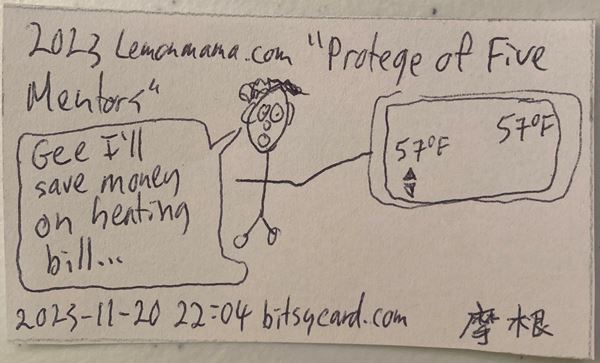 2023 Lemonmama.com "Protege of Five
Mentors"
Gee I'll
save money
on heating
bill...
57°F
57°F
2023-11-20 22:04 bitsycard.com
摩根